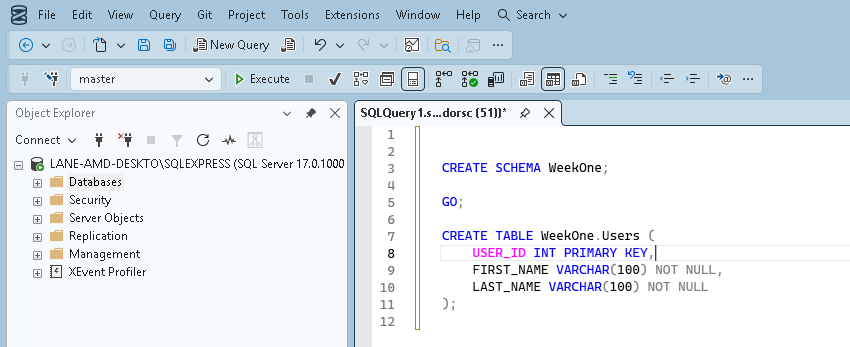 File Edit View Query Git Project Tools Extensions Window Help Search
New Query
master Execute
Object Explorer
Connect
LANE-AMD-DESKTO\SQLEXPRESS (SQL Server 17.0.1000
Databases
Security
Server Objects
Replication
Management
XEvent Profiler
SQLQuery1.s...dorsc (51))*
1
2
3 CREATE SCHEMA WeekOne;
4
5 GO;
6
7 CREATE TABLE WeekOne.Users (
8 USER_ID INT PRIMARY KEY,
9 FIRST_NAME VARCHAR(100) NOT NULL,
10 LAST_NAME VARCHAR(100) NOT NULL
11 );
12